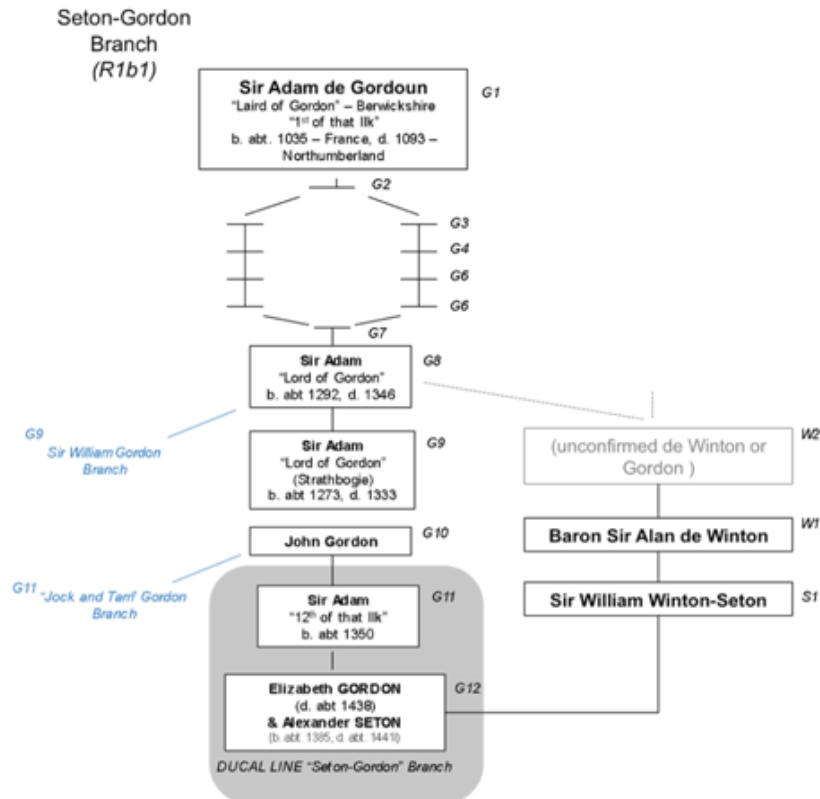 Seton-Gordon
Branch
(R1b1)
Sir Adam de Gordoun
"Laird of Gordon" – Berwickshire
"1st of that Ilk"
b. abt. 1035 – France, d. 1093 –
Northumberland
G1
G2
G3
G4
G6
G6
G7
Sir Adam
"Lord of Gordon"
b. abt 1292, d. 1346
G8
G9
Sir William Gordon
Branch
Sir Adam
"Lord of Gordon"
(Strathbogie)
b. abt 1273, d. 1333
G9
(unconfirmed de Winton or
Gordon )
W2
John Gordon
G10
Baron Sir Alan de Winton
W1
G11 "Jock and Tam" Gordon
Branch
Sir Adam
"12th of that Ilk"
b. abt 1350
G11
Sir William Winton-Seton
S1
Elizabeth GORDON
(d. abt 1438)
& Alexander SETON
(b. abt. 1385, d. abt. 1441)
G12
DUCAL LINE "Seton-Gordon" Branch